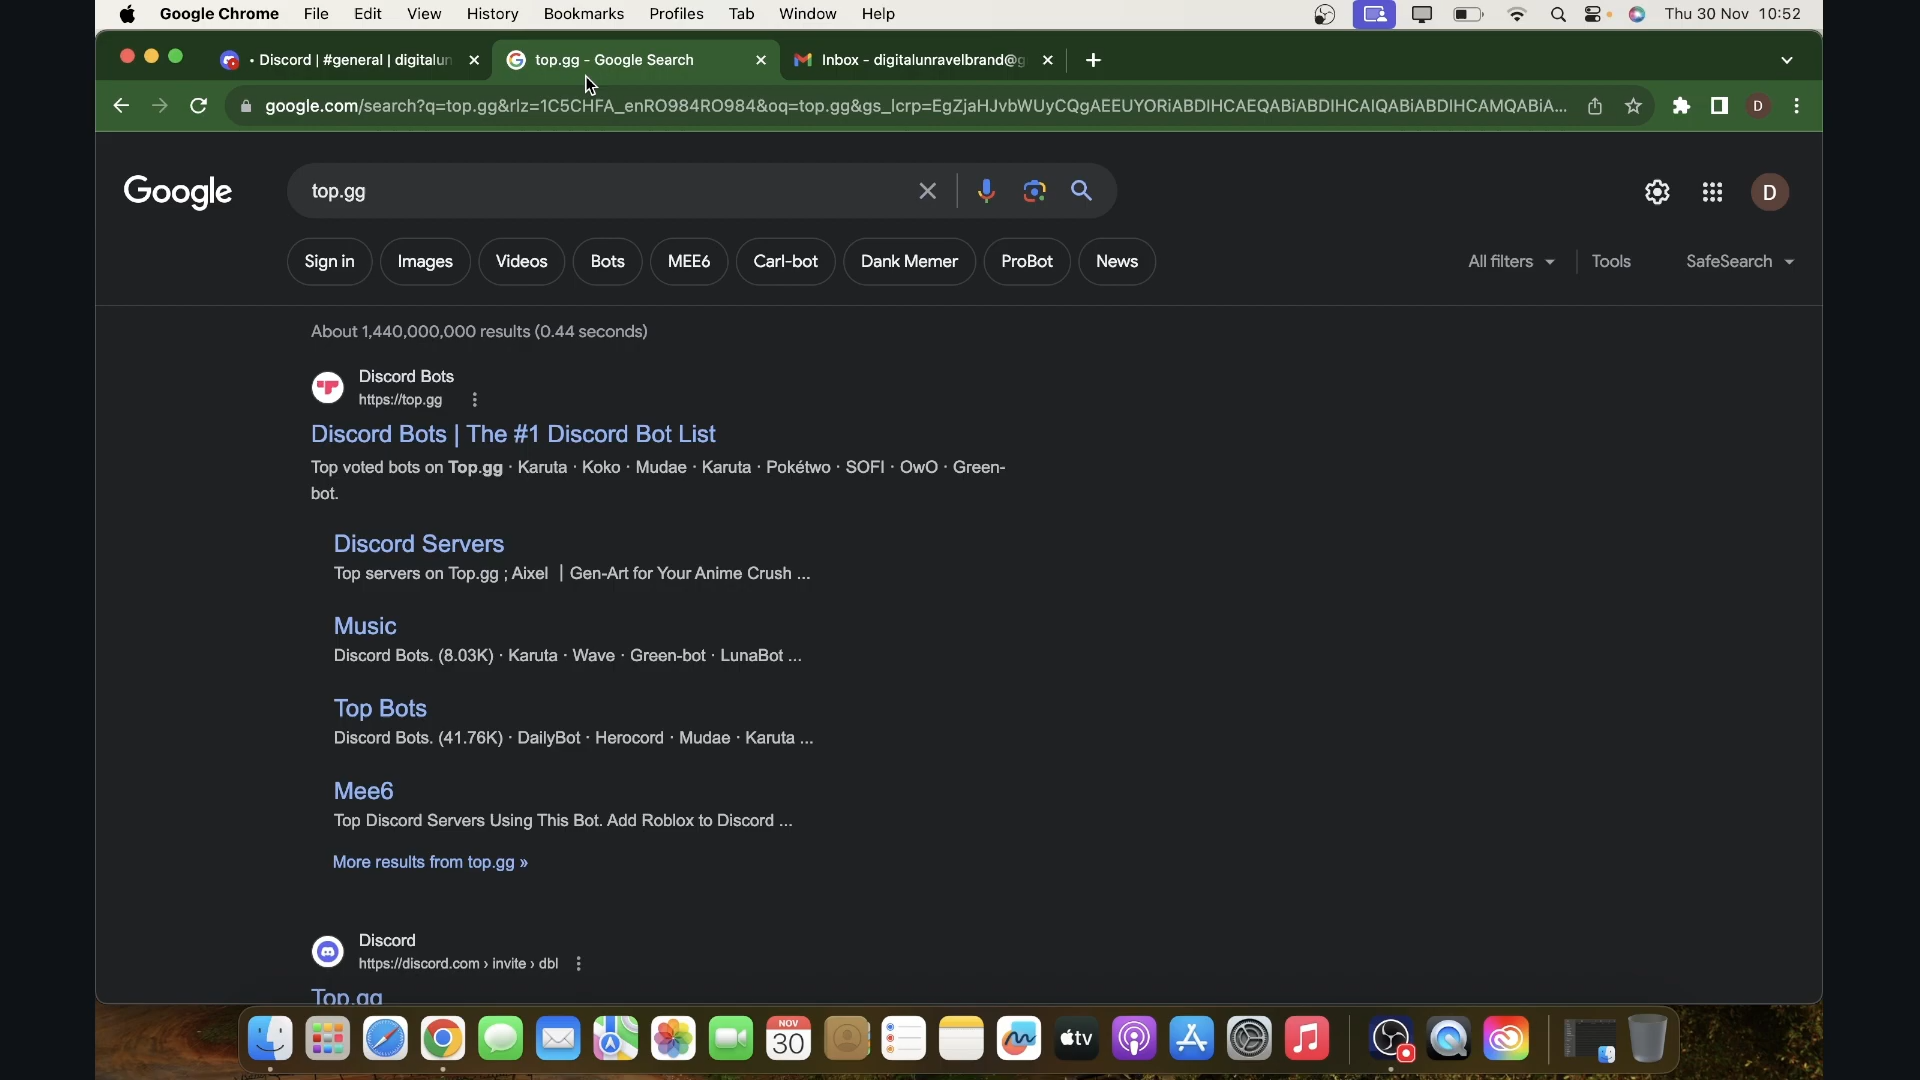 Google Chrome File Edit View History Bookmarks Profiles Tab Window Help Thu 30 Nov 10:52
• Discord | #general | digitalun top.gg - Google Search Inbox - digitalunravelbrand@g
google.com/search?q=top.gg&rlz=1C5CHFA_enRO984RO984&oq=top.gg&gs_lcrp=EgZjaHJvbWUyCQgAEEUYORiABDIHCAEQABiABDIHCAIQABiABDIHCAMQABiA... D
Google top.gg D
Sign in Images Videos Bots MEE6 Carl-bot Dank Memer ProBot News All filters Tools SafeSearch
About 1,440,000,000 results (0.44 seconds)
Discord Bots
https://top.gg
Discord Bots | The #1 Discord Bot List
Top voted bots on Top.gg · Karuta · Koko · Mudae · Karuta · Pokétwo · SOFI · OwO · Green-
bot.
Discord Servers
Top servers on Top.gg ; Aixel | Gen-Art for Your Anime Crush ...
Music
Discord Bots. (8.03K) · Karuta · Wave · Green-bot · LunaBot ...
Top Bots
Discord Bots. (41.76K) · DailyBot · Herocord · Mudae · Karuta ...
Mee6
Top Discord Servers Using This Bot. Add Roblox to Discord ...
More results from top.gg »
Discord
https://discord.com › invite › dbl
Top.gg
NOV
30
tv